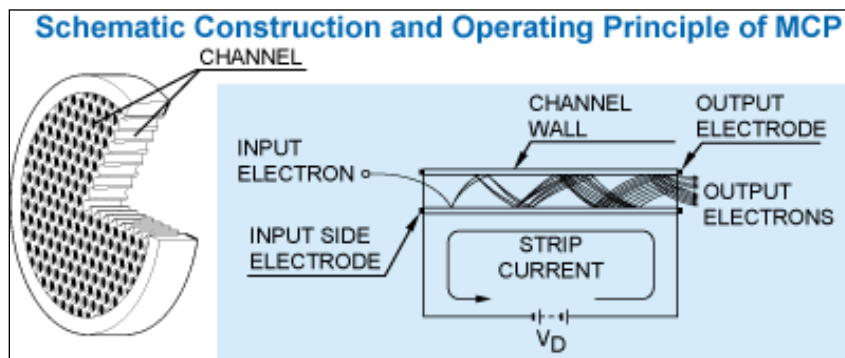 Schematic Construction and Operating Principle of MCP
CHANNEL
CHANNEL
WALL
OUTPUT
ELECTRODE
INPUT
ELECTRON
OUTPUT
ELECTRONS
INPUT SIDE
ELECTRODE
STRIP
CURRENT
VD